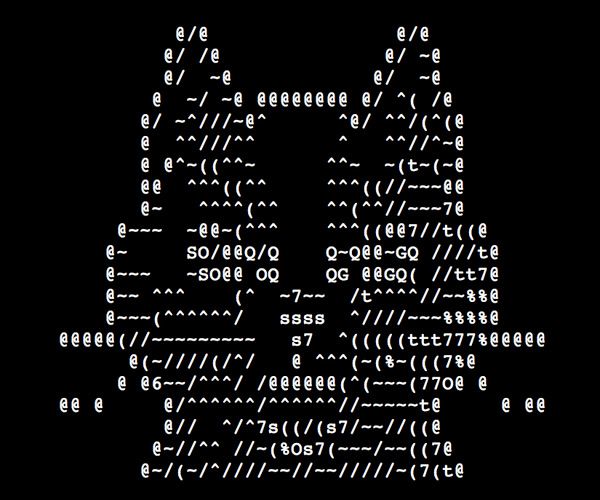 @/@                @/@
         @/ /@              @/ ~@
         @/  ~@            @/  ~@
        @  ~/ ~@ @@@@@@@@ @/ ^( /@
       @/ ~^///~@^      ^@/ ^^/(^(@
       @  ^^///^^       ^   ^^//^~@
       @ @^~((^^~      ^^~  ~(t~(~@
       @@  ^^^((^^     ^^^((//~~~@@
       @~   ^^^^(^^    ^^(^^//~~~7@
     @~~~  ~@@~(^^^    ^^^((@@7//t((@
    @~     SO/@@Q/Q    Q~Q@@~GQ ////t@
    @~~~   ~SO@@ OQ    QG @@GQ( //tt7@
    @~~ ^^^    (^  ~7~~  /t^^^^//~~%%@
    @~~~(^^^^^^/   ssss  ^////~~~%%%%@
@@@@@(//~~~~~~~~~   s7  ^(((((ttt777%@@@@@
      @(~////(/^/   @ ^^^(~(%~(((7%@
     @ @6~~/^^^/ /@@@@@@(^(~~~(77O@ @
@@ @     @/^^^^^^/^^^^^^//~~~~~t@     @ @@
         @//  ^/^7s((/(s7/~~//((@
        @~//^^ //~(%Os7(~~~/~~((7@
       @~/(~/^////~~//~~/////~(7(t@